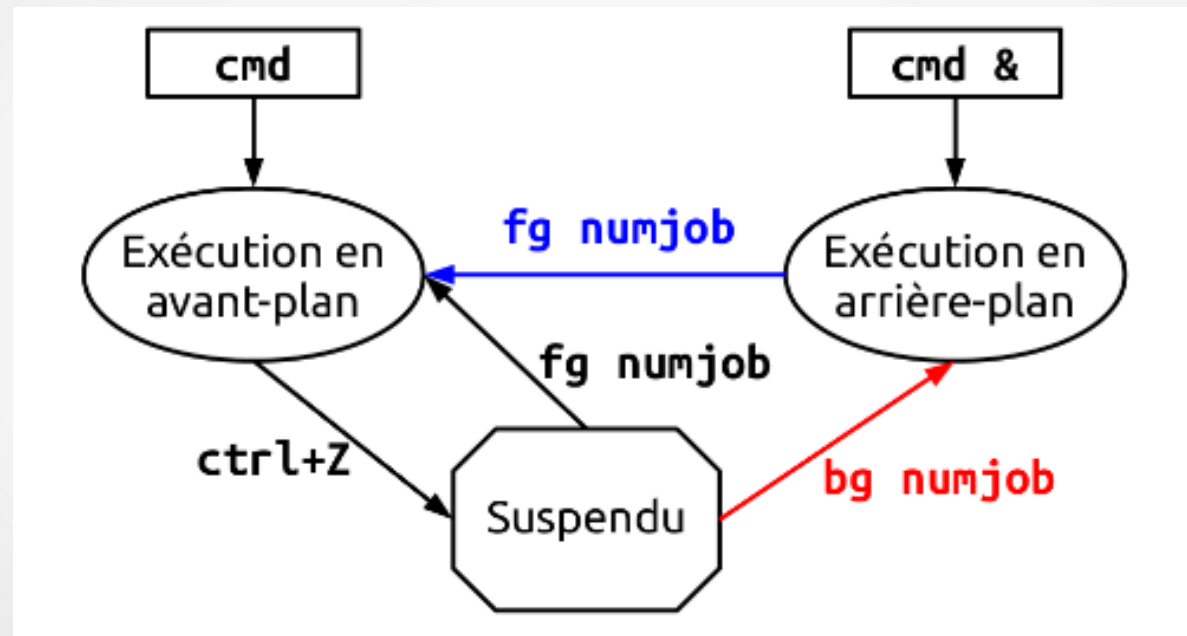 cmd
cmd &
Exécution en
avant-plan
fg numjob
Exécution en
arrière-plan
fg numjob
ctrl+Z
Suspendu
bg numjob